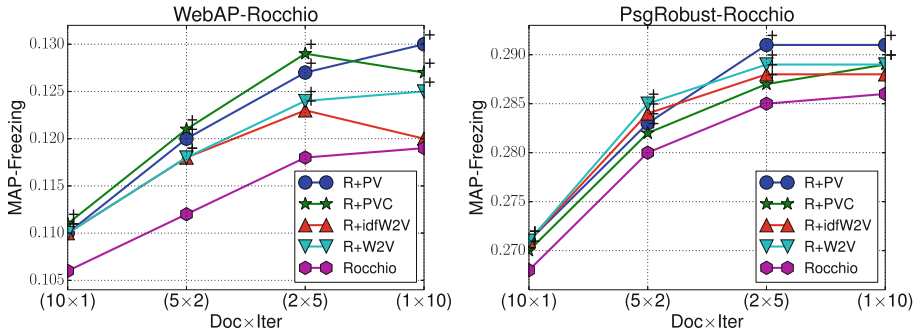 WebAP-Rocchio
MAP-Freezing
0.130
0.125
0.120
0.115
0.110
0.105
R+PV
R+PVC
R+idfW2V
R+W2V
Rocchio
(10×1) (5×2) (2×5) (1×10)
Doc×Iter
PsgRobust-Rocchio
MAP-Freezing
0.290
0.285
0.280
0.275
0.270
R+PV
R+PVC
R+idfW2V
R+W2V
Rocchio
(10×1) (5×2) (2×5) (1×10)
Doc×Iter